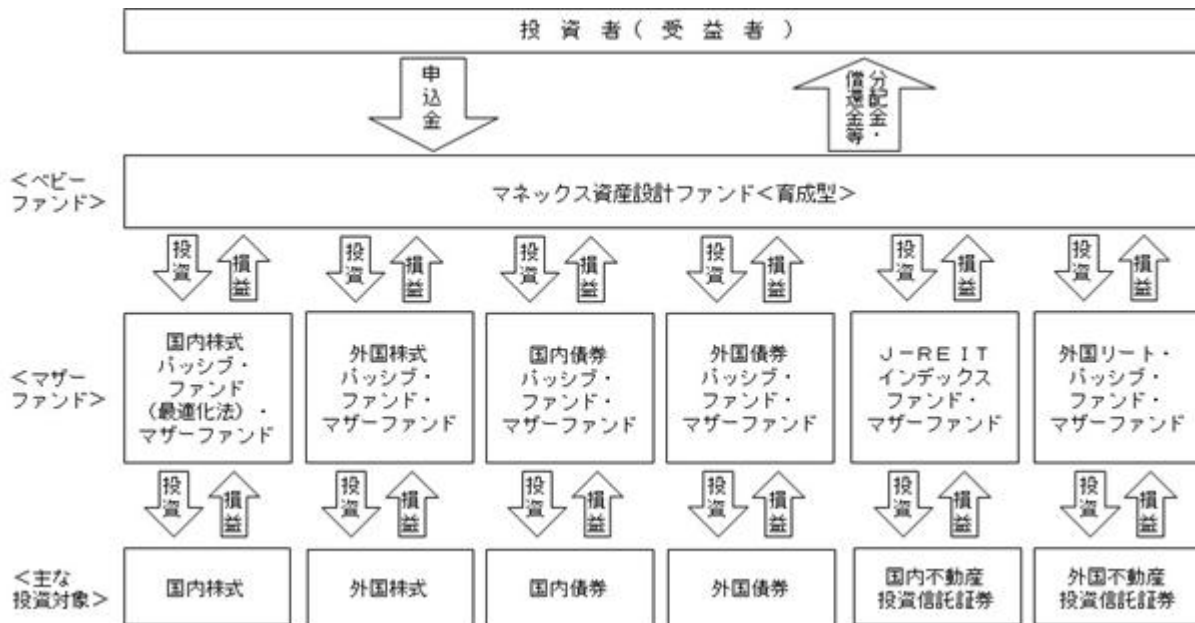 投資者(受益者)
申込金
分配金・
償還金等
<ベビー
ファンド>
マネックス資産設計ファンド<育成型>
投資
損益
投資
損益
投資
損益
投資
損益
投資
損益
投資
損益
<マザー
ファンド>
国内株式
パッシブ・
ファンド
(最適化法)・
マザーファンド
外国株式
パッシブ・
ファンド・
マザーファンド
国内債券
パッシブ・
ファンド・
マザーファンド
外国債券
パッシブ・
ファンド・
マザーファンド
J-REIT
インデックス
ファンド・
マザーファンド
外国リート・
パッシブ・
ファンド・
マザーファンド
投資
損益
投資
損益
投資
損益
投資
損益
投資
損益
投資
損益
<主な
投資対象>
国内株式
外国株式
国内債券
外国債券
国内不動産
投資信託証券
外国不動産
投資信託証券